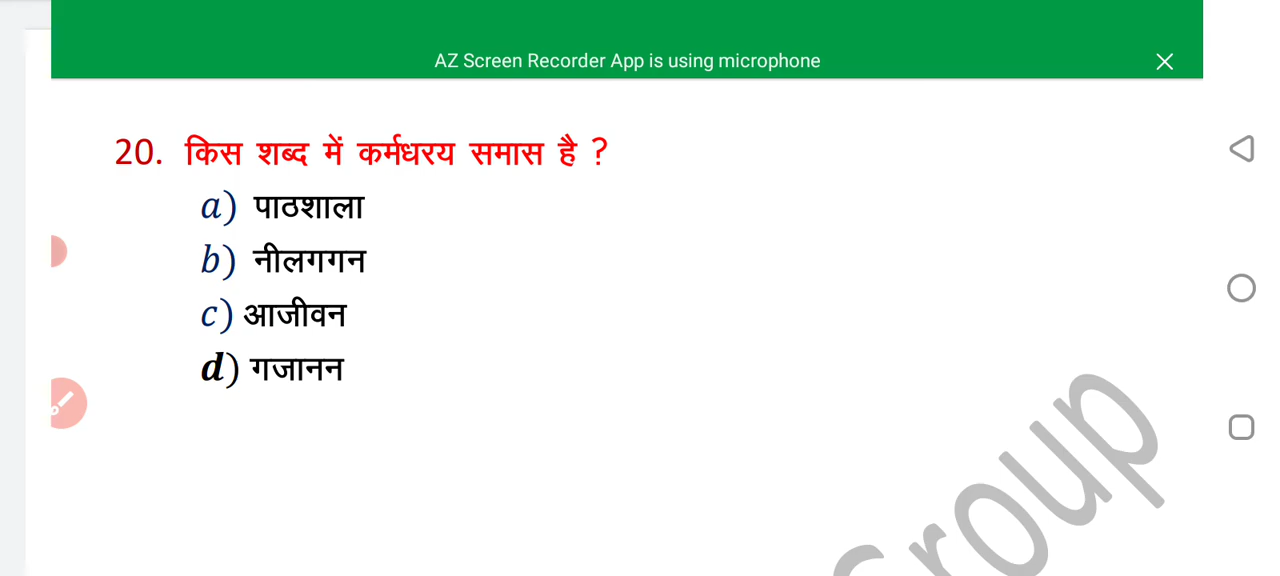 AZ Screen Recorder App is using microphone
20. किस शब्द में कर्मधरय समास है ?
a) पाठशाला
b) नीलगगन
c) आजीवन
d) गजानन
Group